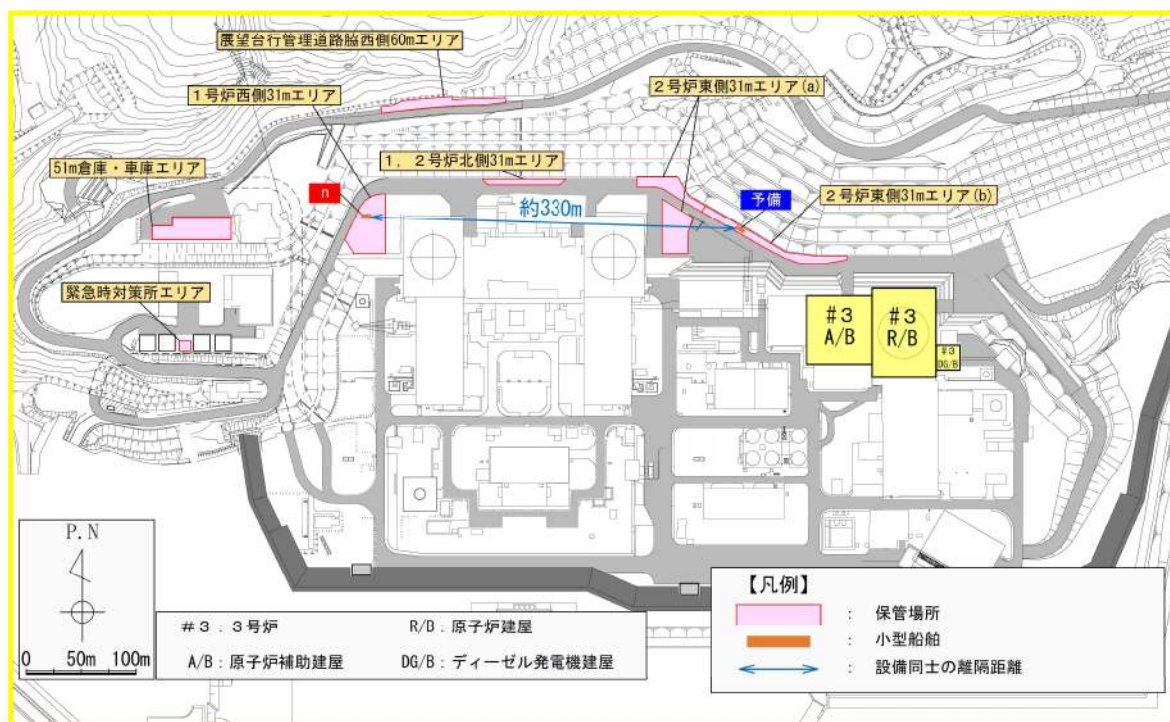 展望台行管理道路脇西側60mエリア
1号炉西側31mエリア
2号炉東側31mエリア(a)
51m倉庫・車庫エリア
1，2号炉北側31mエリア
n
予備
2号炉東側31mエリア(b)
約330m
緊急時対策所エリア
#3
A/B
#3
R/B
#3
DG/B
P.N
0 50m 100m
#3．3号炉
R/B．原子炉建屋
A/B：原子炉補助建屋
DG/B：ディーゼル発電機建屋
【凡例】
： 保管場所
： 小型船舶
： 設備同士の離隔距離